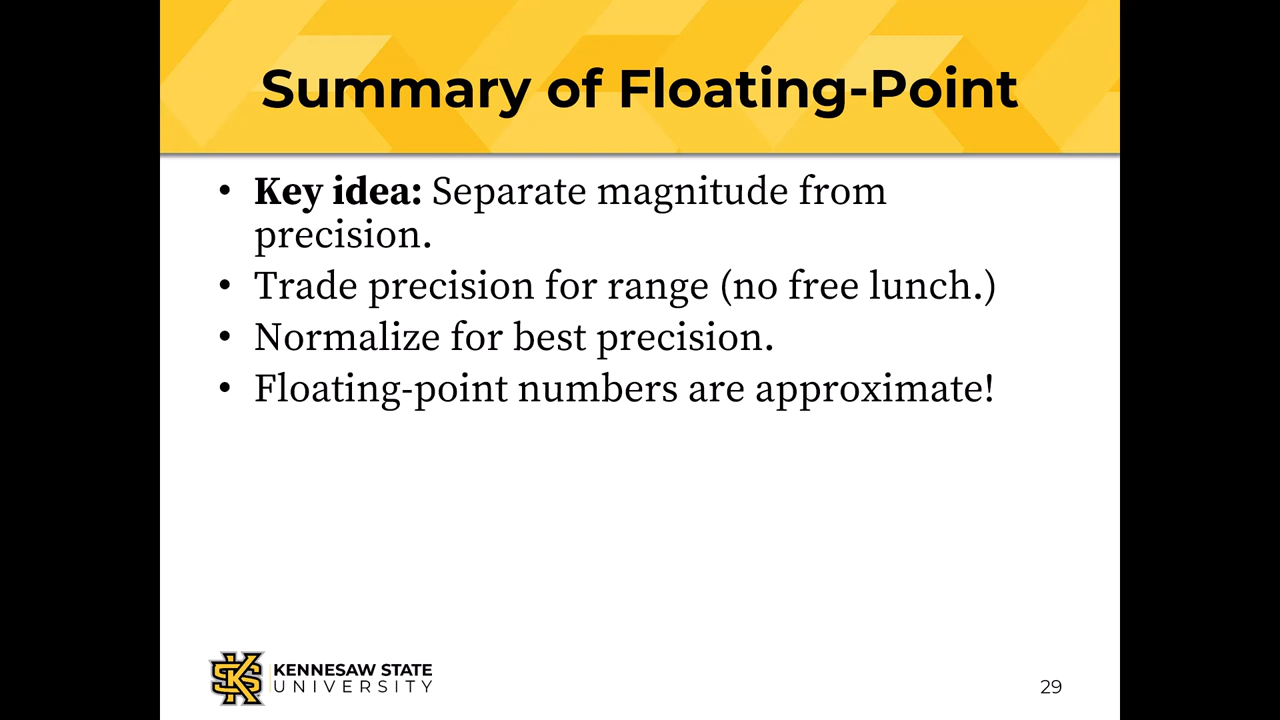 Summary of Floating-Point
• Key idea: Separate magnitude from
precision.
• Trade precision for range (no free lunch.)
• Normalize for best precision.
• Floating-point numbers are approximate!
KENNESAW STATE
UNIVERSITY
29